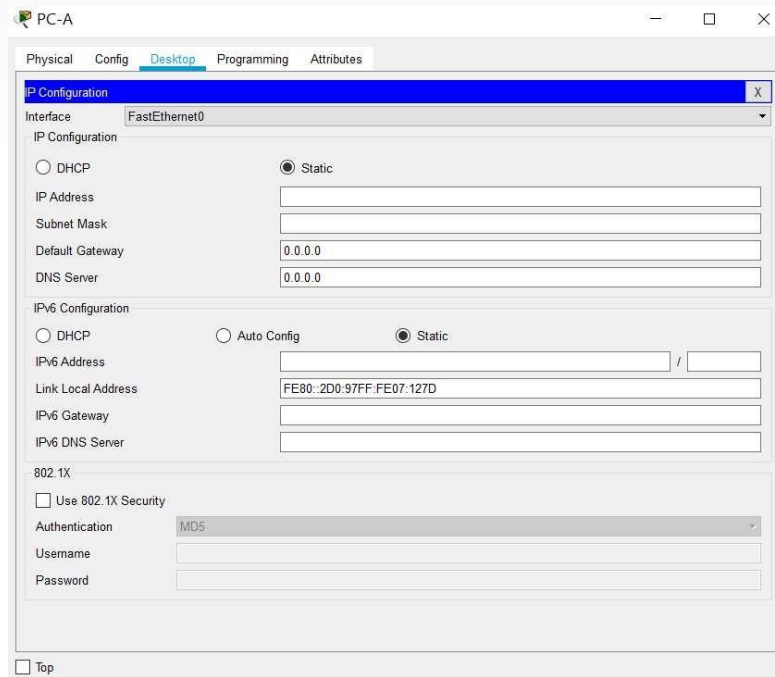 PC-A
Physical Config Desktop Programming Attributes
IP Configuration X
Interface FastEthernet0
IP Configuration
DHCP Static
IP Address
Subnet Mask
Default Gateway 0.0.0.0
DNS Server 0.0.0.0
IPv6 Configuration
DHCP Auto Config Static
IPv6 Address /
Link Local Address FE80::2D0:97FF:FE07:127D
IPv6 Gateway
IPv6 DNS Server
802.1X
Use 802.1X Security
Authentication MD5
Username
Password
Top